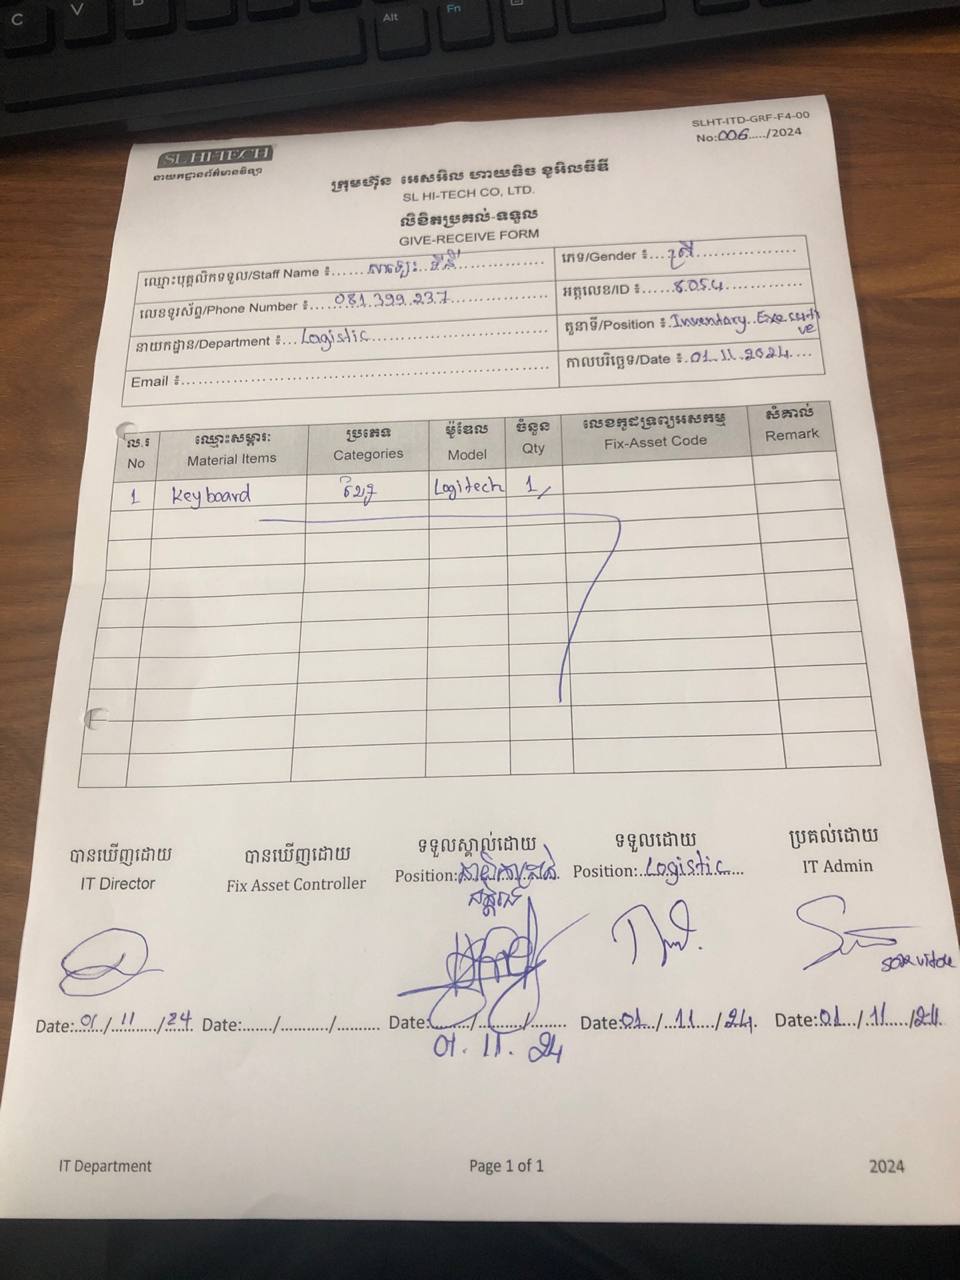 C
V
B
Alt
Fn
SLHT-ITD-GRF-F4-00
No:006...../2024
SL HI-TECH
នាយកដ្ឋានព័ត៌មានវិទ្យា
ក្រុមហ៊ុន អេសអិល ហាយធិច ខូអិលធីឌី
SL HI-TECH CO, LTD.
លិខិតប្រគល់-ទទួល
GIVE-RECEIVE FORM
ឈ្មោះបុគ្គលិកទទួល/Staff Name ៖
ភេទ/Gender ៖ ស្រី
លេខទូរស័ព្ទ/Phone Number ៖ 081.399.237
អត្តលេខ/ID ៖ 8054
នាយកដ្ឋាន/Department ៖ Logistic
តួនាទី/Position ៖ Inventary Executive
Email ៖
កាលបរិច្ឆេទ/Date ៖ 01.11.2024
ល.រ ឈ្មោះសម្ភារៈ ប្រភេទ ម៉ូឌែល ចំនួន លេខកូដទ្រព្យអសកម្ម សំគាល់
No Material Items Categories Model Qty Fix-Asset Code Remark
1 Keyboard Logitech 1
បានឃើញដោយ បានឃើញដោយ ទទួលស្គាល់ដោយ ទទួលដោយ ប្រគល់ដោយ
IT Director Fix Asset Controller Position: Position: Logistic IT Admin
Date: 01/11/24 Date:....../.........../.......... Date:........./.........../......... Date: 01/11/24. Date: 01/11/24
01.11.24
IT Department Page 1 of 1 2024